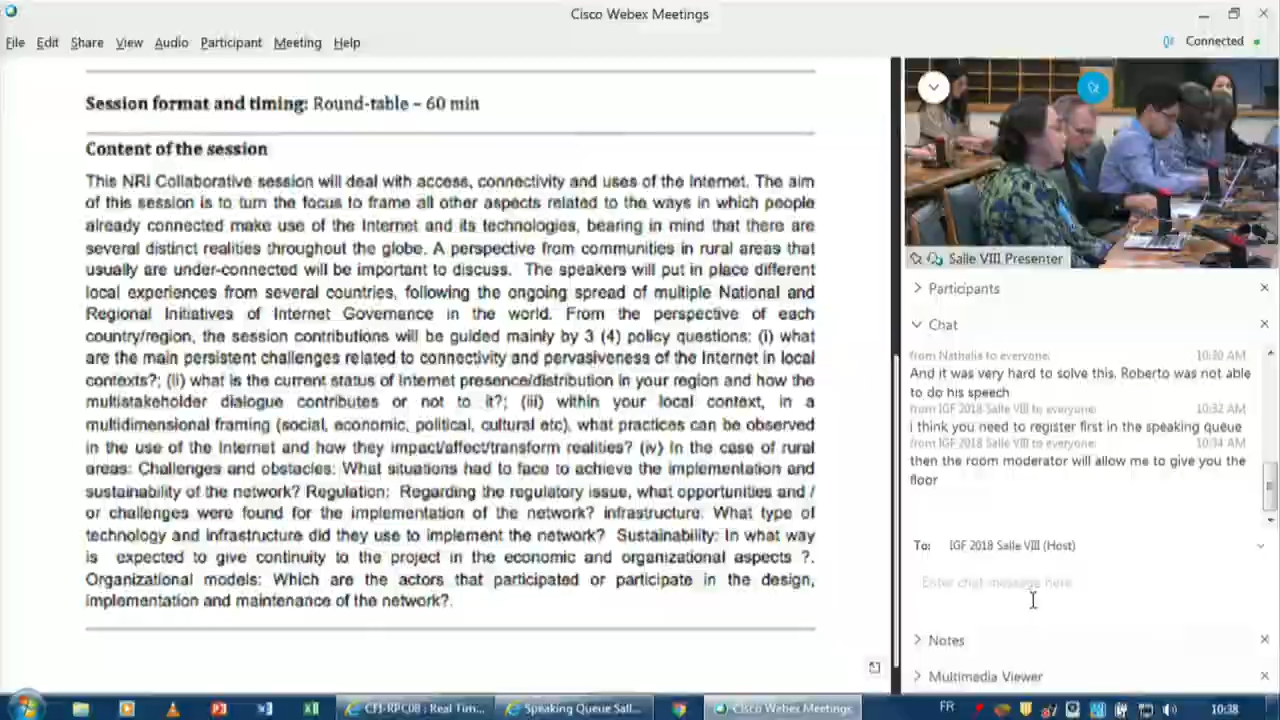 Cisco Webex Meetings
File Edit Share View Audio Participant Meeting Help
Connected
Session format and timing: Round-table – 60 min
Content of the session
This NRI Collaborative session will deal with access, connectivity and uses of the Internet. The aim
of this session is to turn the focus to frame all other aspects related to the ways in which people
already connected make use of the Internet and its technologies, bearing in mind that there are
several distinct realities throughout the globe. A perspective from communities in rural areas that
usually are under-connected will be important to discuss. The speakers will put in place different
local experiences from several countries, following the ongoing spread of multiple National and
Regional Initiatives of Internet Governance in the world. From the perspective of each
country/region, the session contributions will be guided mainly by 3 (4) policy questions: (i) what
are the main persistent challenges related to connectivity and pervasiveness of the Internet in local
contexts?; (ii) what is the current status of Internet presence/distribution in your region and how the
multistakeholder dialogue contributes or not to it?; (iii) within your local context, in a
multidimensional framing (social, economic, political, cultural etc), what practices can be observed
in the use of the Internet and how they impact/affect/transform realities? (iv) In the case of rural
areas: Challenges and obstacles: What situations had to face to achieve the implementation and
sustainability of the network? Regulation: Regarding the regulatory issue, what opportunities and /
or challenges were found for the implementation of the network? infrastructure: What type of
technology and infrastructure did they use to implement the network? Sustainability: In what way
is expected to give continuity to the project in the economic and organizational aspects ?.
Organizational models: Which are the actors that participated or participate in the design,
implementation and maintenance of the network?.
Salle VIII Presenter
Participants
Chat
from Nathalia to everyone: 10:30 AM
And it was very hard to solve this. Roberto was not able
to do his speech
from IGF 2018 Salle VIII to everyone: 10:32 AM
i think you need to register first in the speaking queue
from IGF 2018 Salle VIII to everyone: 10:34 AM
then the room moderator will allow me to give you the
floor
To: IGF 2018 Salle VIII (Host)
Enter chat message here
Notes
Multimedia Viewer
CFI-RPC08 : Real Tim... Speaking Queue Sall... Cisco Webex Meetings FR 10:38